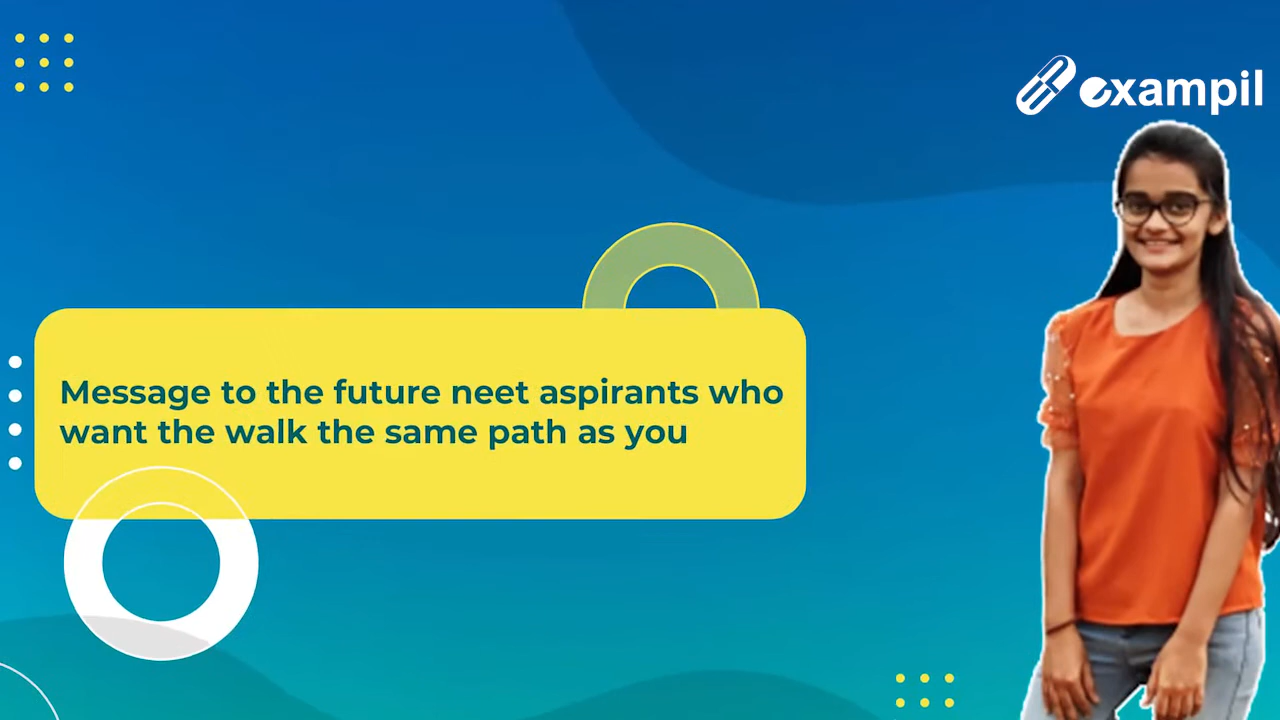 exampil
Message to the future neet aspirants who
want the walk the same path as you